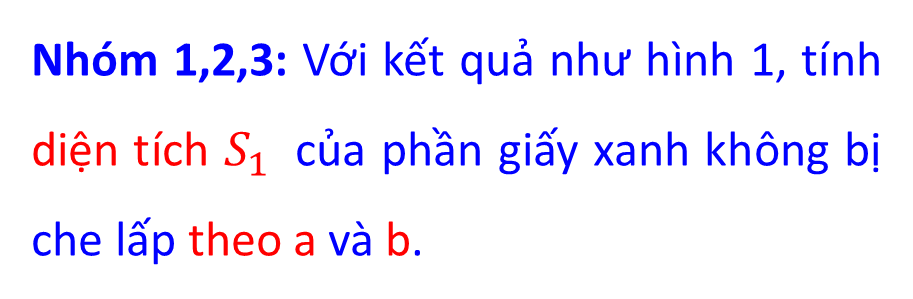 Nhóm 1,2,3: Với kết quả như hình 1, tính
diện tích S₁ của phần giấy xanh không bị
che lấp theo a và b.